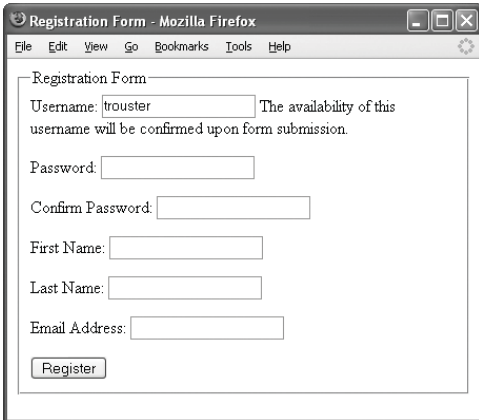 Registration Form - Mozilla Firefox
File Edit View Go Bookmarks Tools Help
Registration Form
Username: trouster The availability of this
username will be confirmed upon form submission.
Password:
Confirm Password:
First Name:
Last Name:
Email Address:
Register